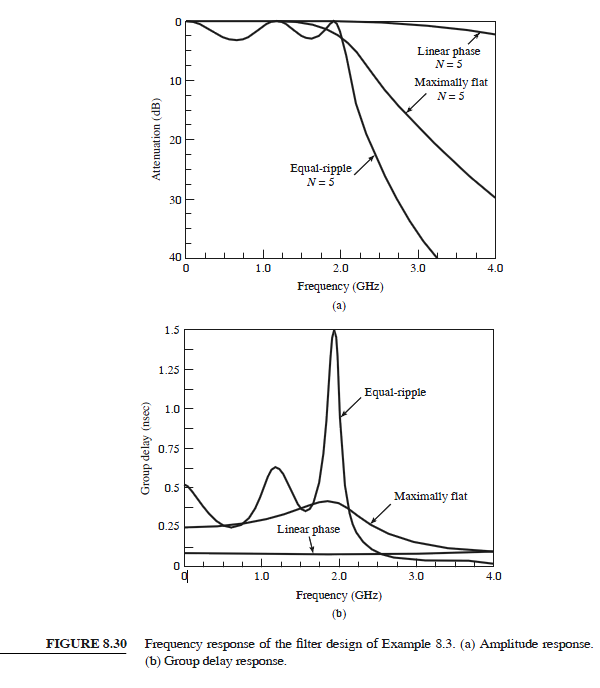 0
10
20
30
40
Attenuation (dB)
Linear phase
N = 5
Maximally flat
N = 5
Equal-ripple
N = 5
0
1.0
2.0
3.0
4.0
Frequency (GHz)
(a)
1.5
1.25
1.0
0.75
0.5
0.25
0
Group delay (nsec)
Equal-ripple
Maximally flat
Linear phase
0
1.0
2.0
3.0
4.0
Frequency (GHz)
(b)
FIGURE 8.30 Frequency response of the filter design of Example 8.3. (a) Amplitude response.
(b) Group delay response.